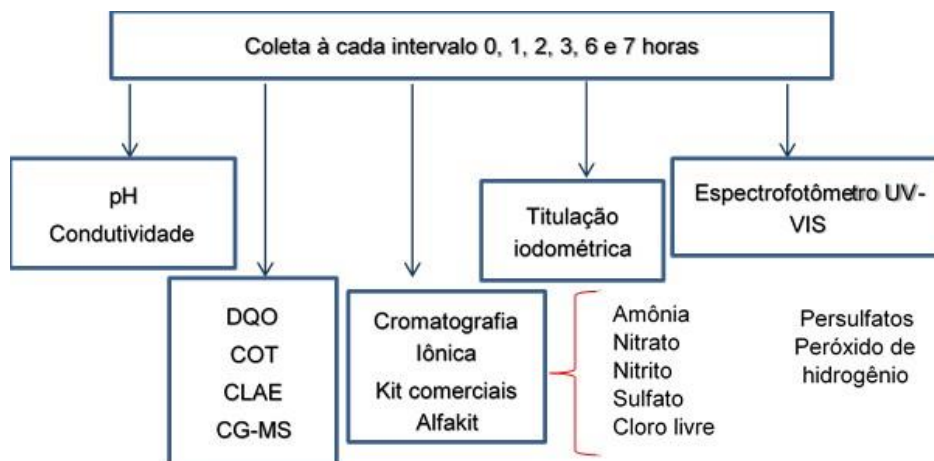 Coleta à cada intervalo 0, 1, 2, 3, 6 e 7 horas
pH
Condutividade
DQO
COT
CLAE
CG-MS
Cromatografia
Iônica
Kit comerciais
Alfakit
Amônia
Nitrato
Nitrito
Sulfato
Cloro livre
Titulação
iodométrica
Espectrofotômetro UV-
VIS
Persulfatos
Peróxido de
hidrogênio